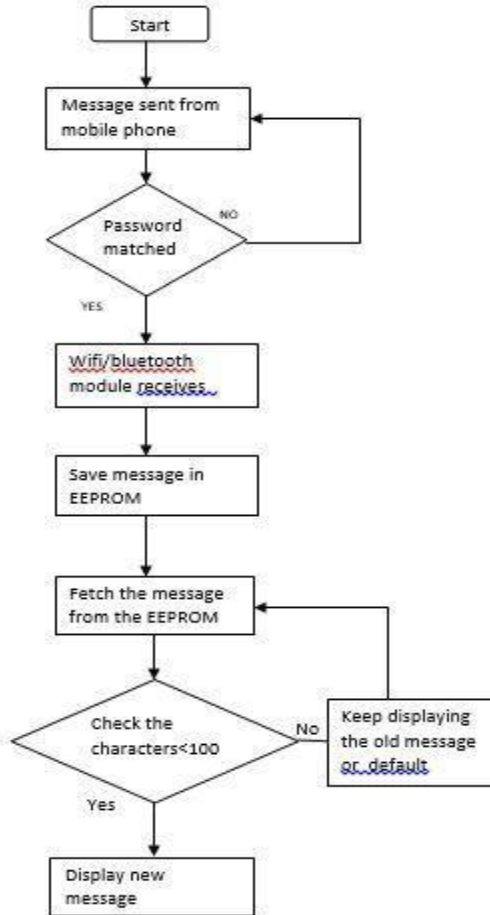 Start
Message sent from
mobile phone
NO
Password
matched
YES
Wifi/bluetooth
module receives
Save message in
EEPROM
Fetch the message
from the EEPROM
Check the
characters<100
No
Keep displaying
the old message
or default
Yes
Display new
message